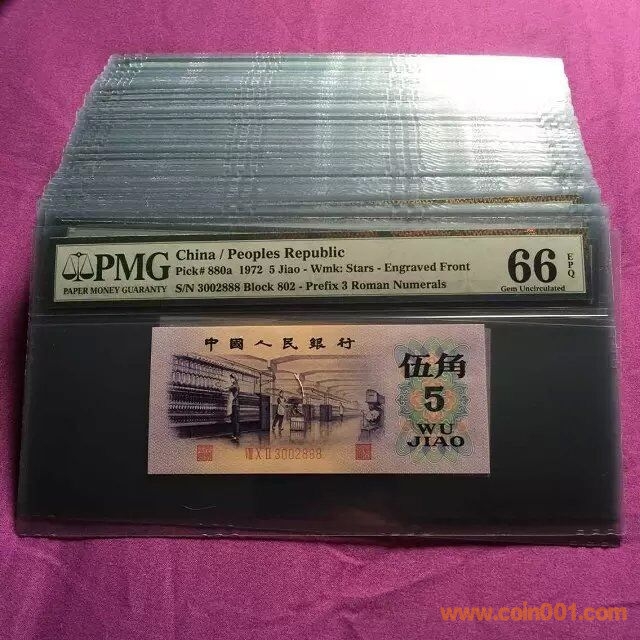 China / Peoples Republic
PMG
PAPER MONEY GUARANTY
Pick# 880a 1972 5 Jiao - Wmk: Stars - Engraved Front
S/N 3002888 Block 802 - Prefix 3 Roman Numerals
66 EPQ
Gem Uncirculated
中國人民銀行
伍角
5
WU
JIAO
VIII X II 3002888
www.coin001.com